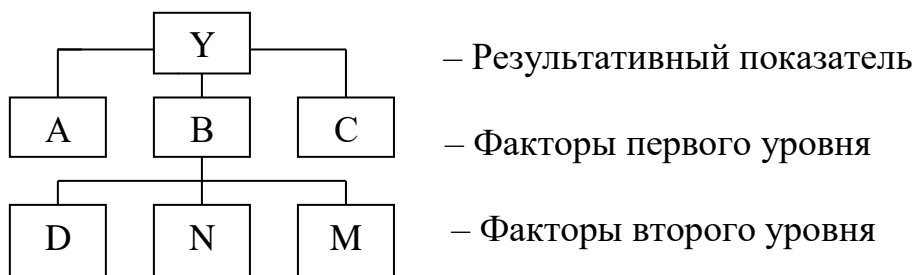 Y – Результативный показатель
A B C – Факторы первого уровня
D N M – Факторы второго уровня